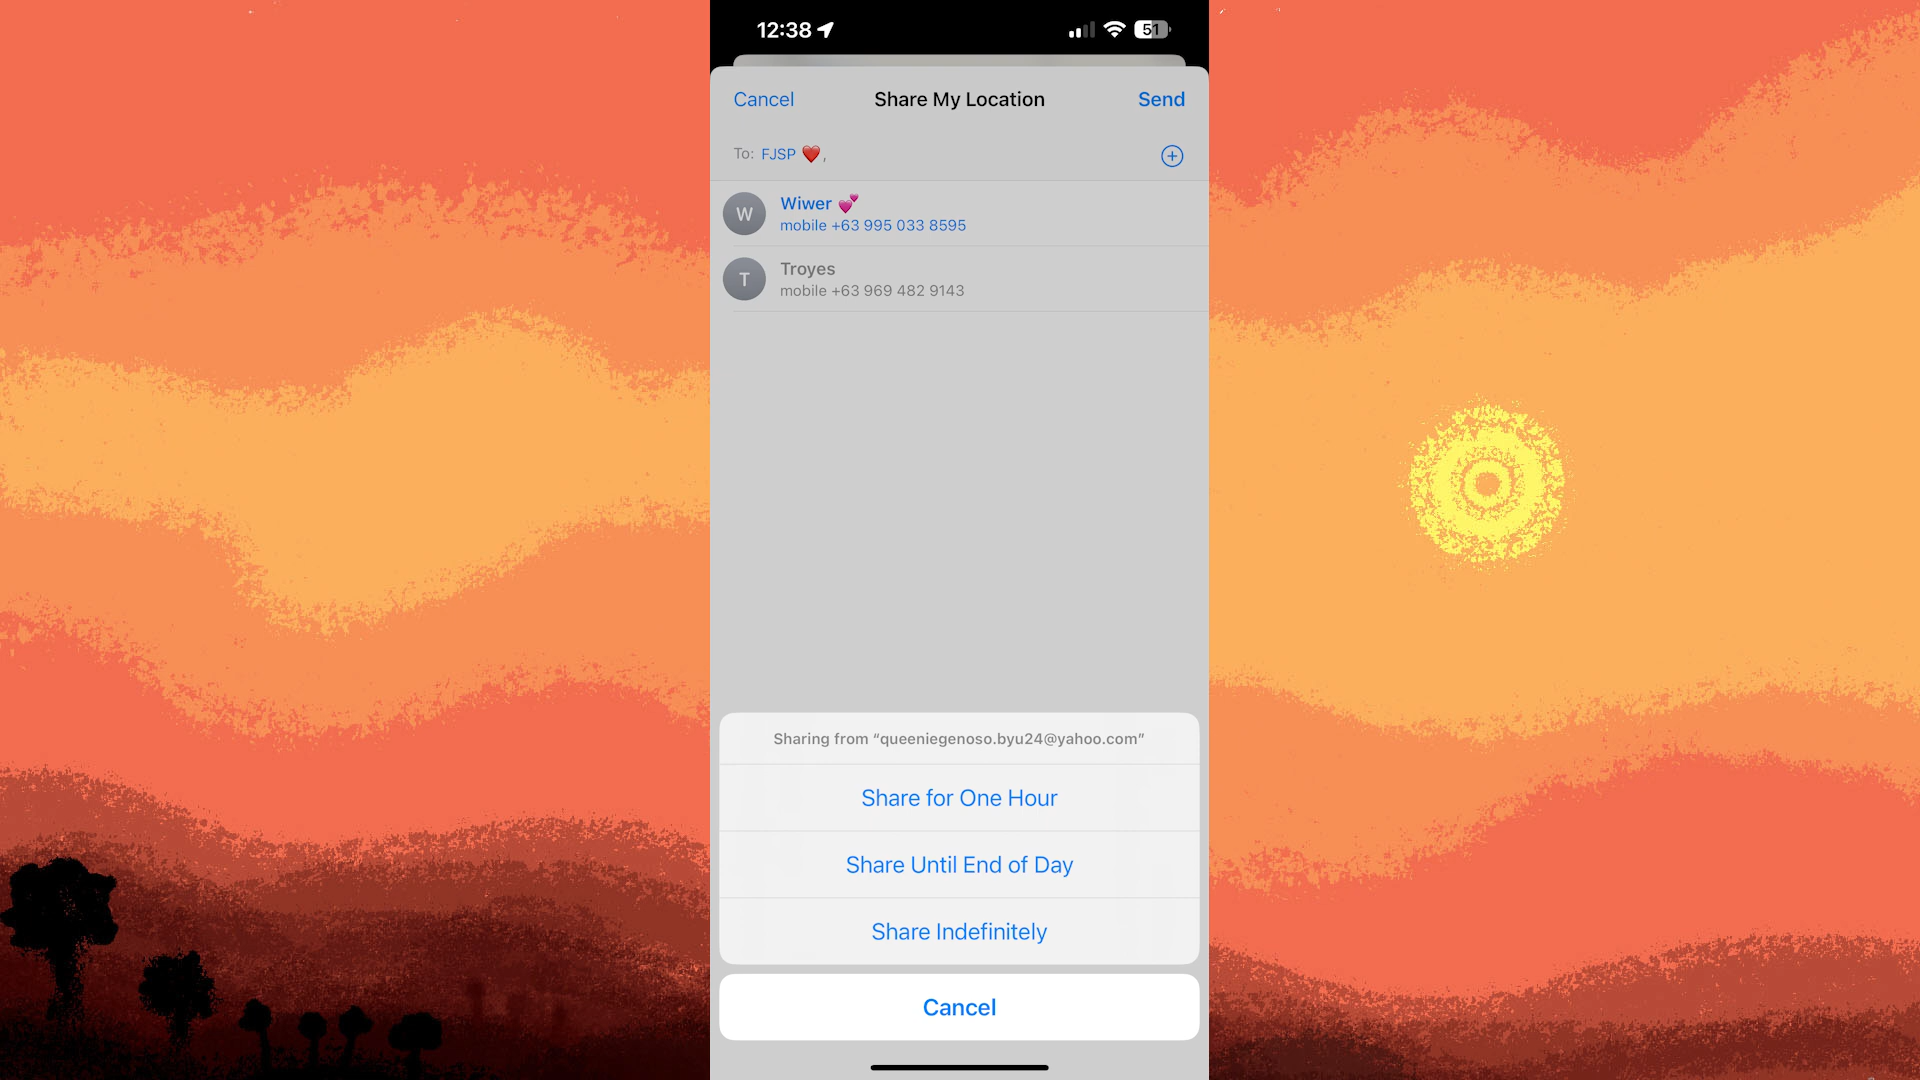 12:38
51
Cancel Share My Location Send
To: FJSP ❤️,
W
Wiwer 💕
mobile +63 995 033 8595
T
Troyes
mobile +63 969 482 9143
Sharing from “queeniegenoso.byu24@yahoo.com”
Share for One Hour
Share Until End of Day
Share Indefinitely
Cancel